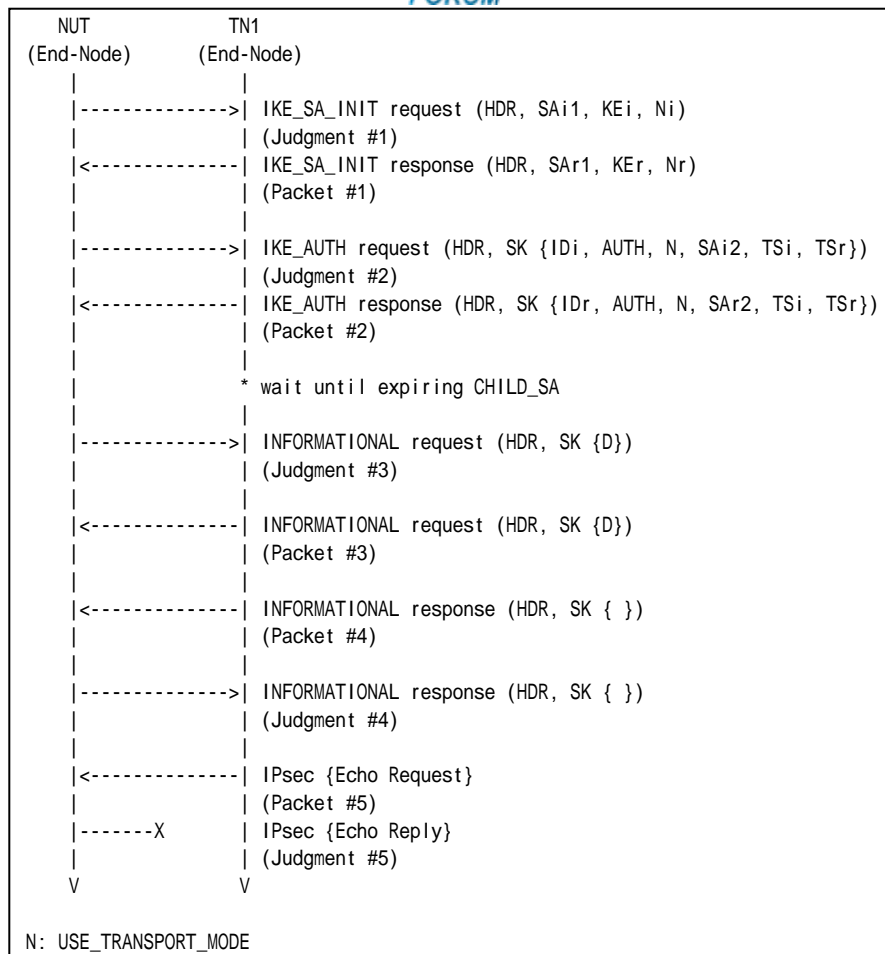 FORUM
NUT TN1
(End-Node) (End-Node)
| |
|-------------->| IKE_SA_INIT request (HDR, SAi1, KEi, Ni)
| | (Judgment #1)
|<--------------| IKE_SA_INIT response (HDR, SAr1, KEr, Nr)
| | (Packet #1)
| |
|-------------->| IKE_AUTH request (HDR, SK {IDi, AUTH, N, SAi2, TSi, TSr})
| | (Judgment #2)
|<--------------| IKE_AUTH response (HDR, SK {IDr, AUTH, N, SAr2, TSi, TSr})
| | (Packet #2)
| |
| * wait until expiring CHILD_SA
| |
|-------------->| INFORMATIONAL request (HDR, SK {D})
| | (Judgment #3)
| |
|<--------------| INFORMATIONAL request (HDR, SK {D})
| | (Packet #3)
| |
|<--------------| INFORMATIONAL response (HDR, SK { })
| | (Packet #4)
| |
|-------------->| INFORMATIONAL response (HDR, SK { })
| | (Judgment #4)
| |
|<--------------| IPsec {Echo Request}
| | (Packet #5)
|-------X | IPsec {Echo Reply}
| | (Judgment #5)
V V
N: USE_TRANSPORT_MODE